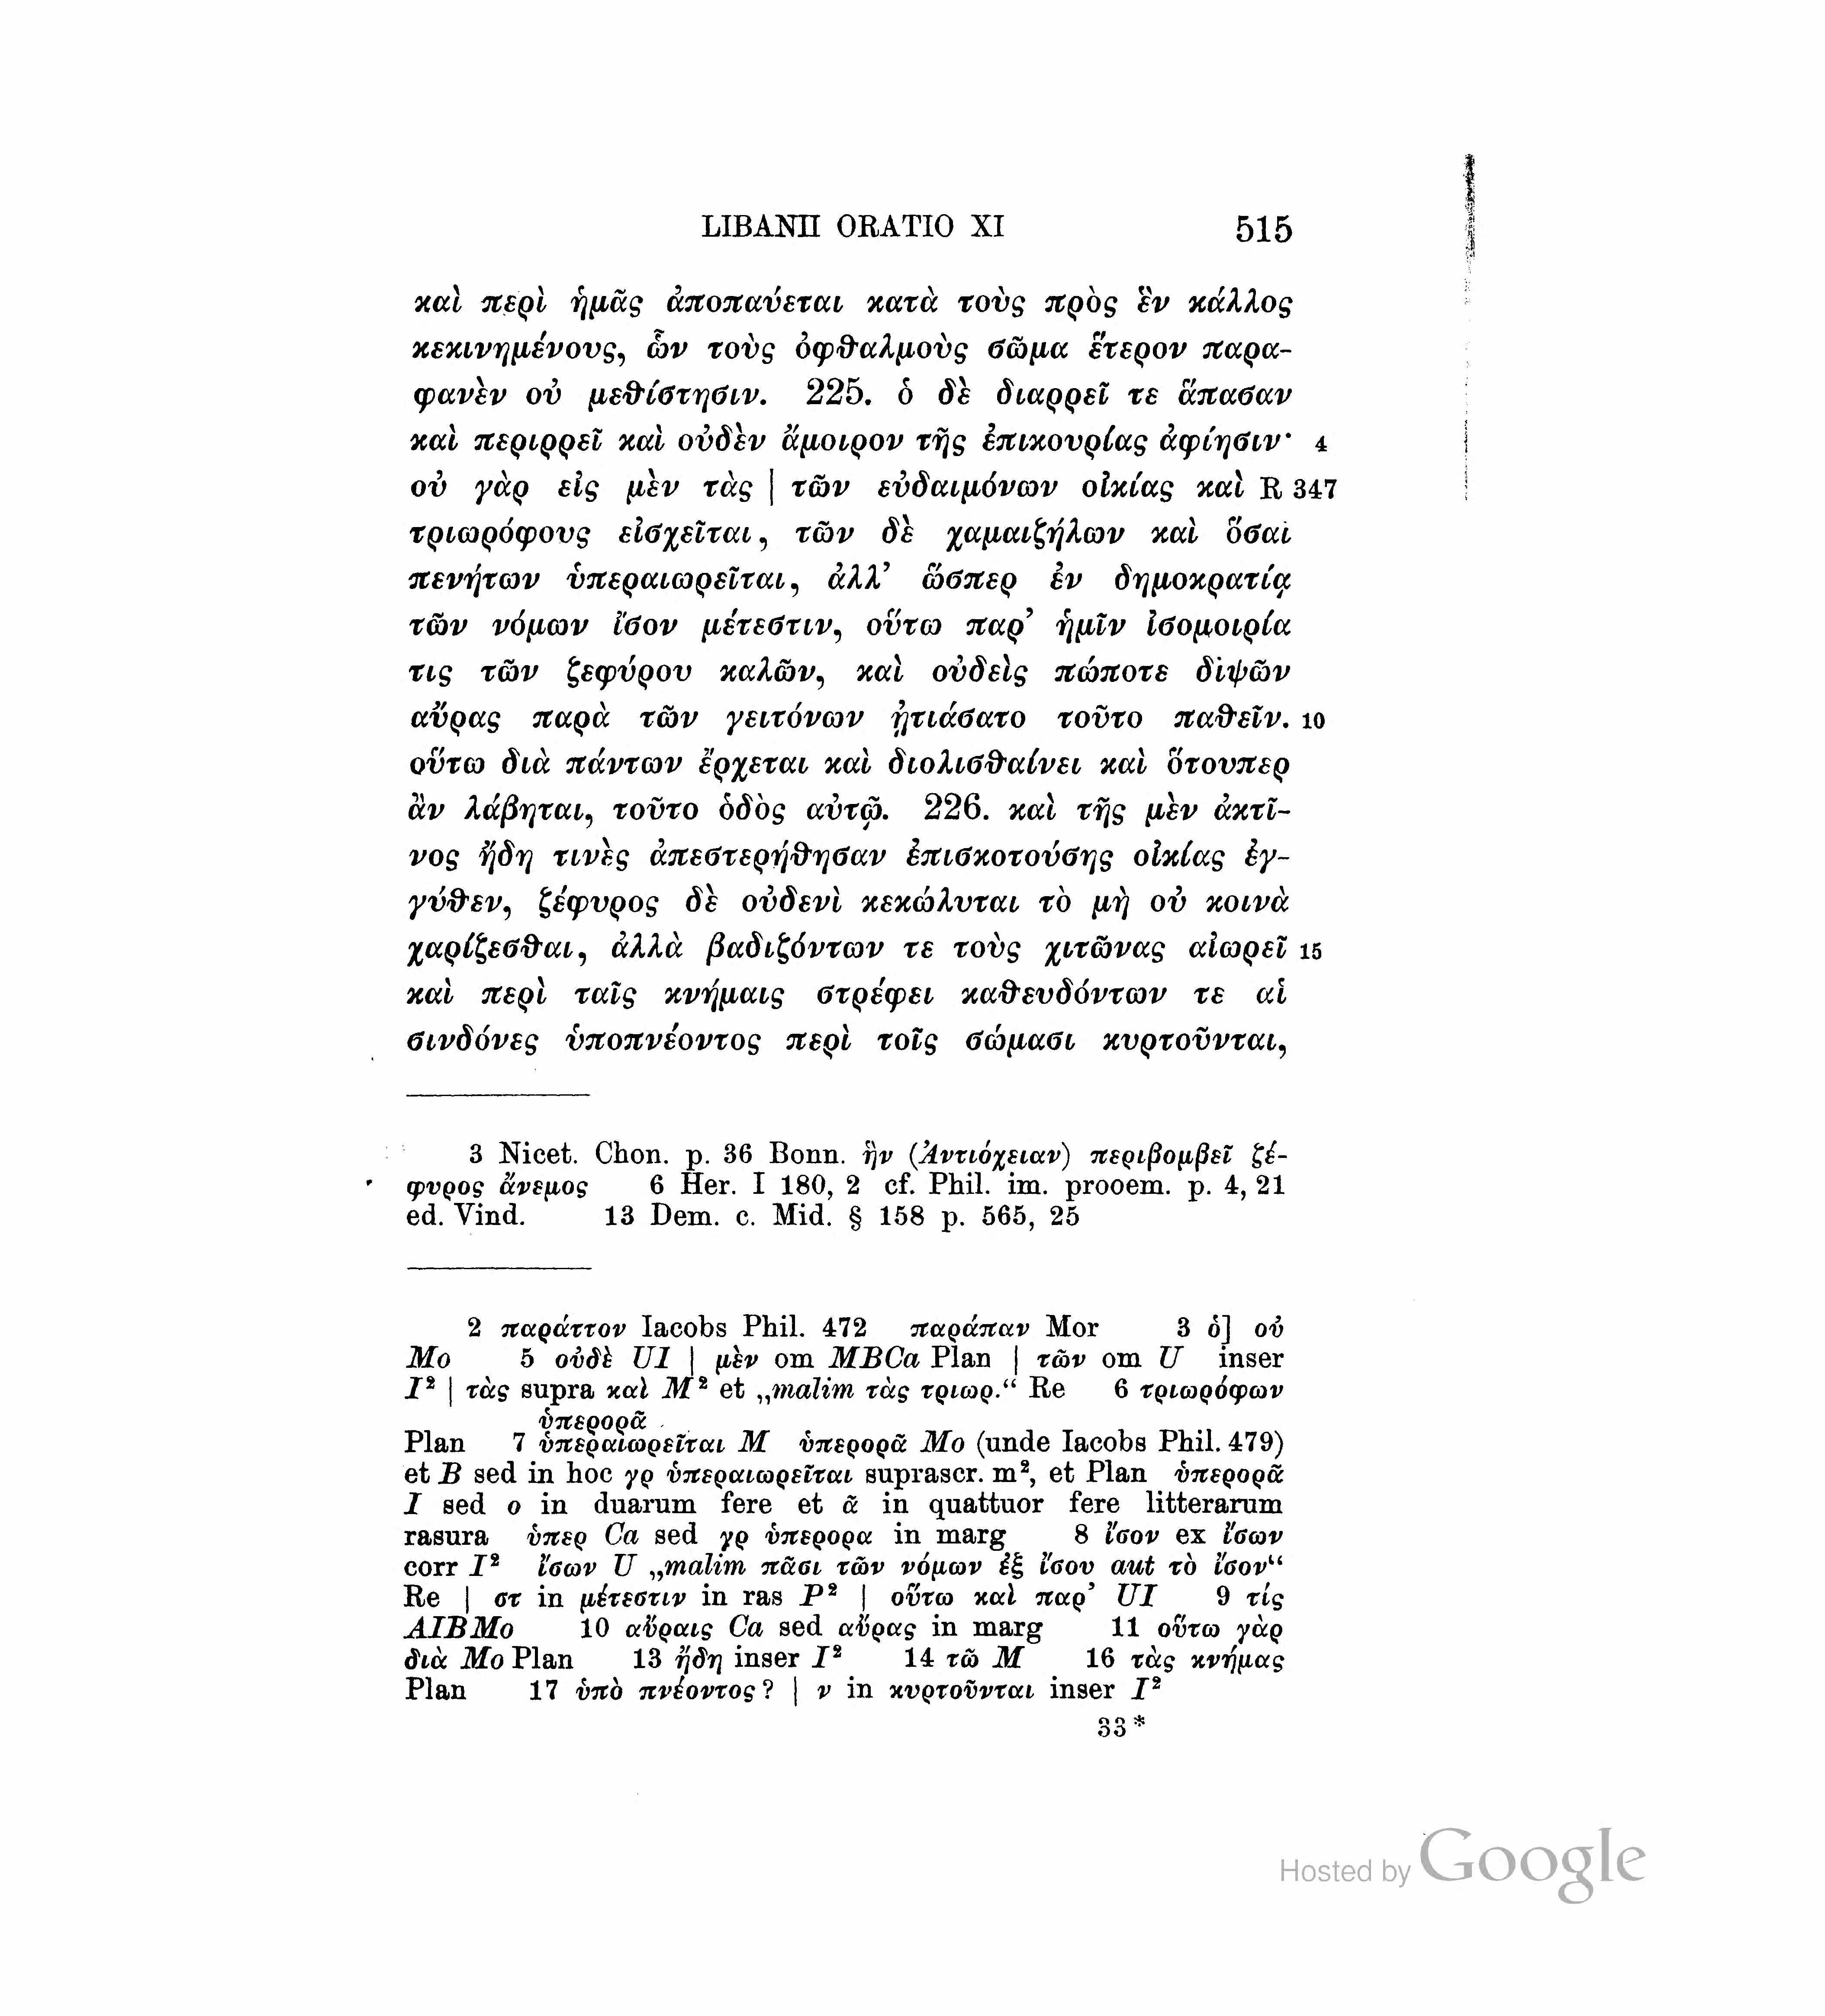 LIBANII ORATIO XI 515
καὶ περὶ ἡμᾶς ἀποπαύεται κατὰ τοὺς πρὸς ἓν κάλλος
κεκινημένους, ὧν τοὺς ὀφθαλμοὺς σῶμα ἕτερον παρα-
φανὲν οὐ μεθίστησιν. 225. ὁ δὲ διαρρεῖ τε ἅπασαν
καὶ περιρρεῖ καὶ οὐδὲν ἄμοιρον τῆς ἐπικουρίας ἀφίησιν· 4
οὐ γὰρ εἰς μὲν τὰς | τῶν εὐδαιμόνων οἰκίας καὶ R 347
τριωρόφους εἰσχεῖται, τῶν δὲ χαμαιζήλων καὶ ὅσαι
πενήτων ὑπεραιωρεῖται, ἀλλ’ ὥσπερ ἐν δημοκρατίᾳ
τῶν νόμων ἴσον μέτεστιν, οὕτω παρ’ ἡμῖν ἰσομοιρία
τις τῶν ζεφύρου καλῶν, καὶ οὐδεὶς πώποτε διψῶν
αὔρας παρὰ τῶν γειτόνων ᾐτιάσατο τοῦτο παθεῖν. 10
οὕτω διὰ πάντων ἔρχεται καὶ διολισθαίνει καὶ ὅτουπερ
ἂν λάβηται, τοῦτο ὁδὸς αὐτῷ. 226. καὶ τῆς μὲν ἀκτῖ-
νος ἤδη τινὲς ἀπεστερήθησαν ἐπισκοτούσης οἰκίας ἐγ-
γύθεν, ζέφυρος δὲ οὐδενὶ κεκώλυται τὸ μὴ οὐ κοινὰ
χαρίζεσθαι, ἀλλὰ βαδιζόντων τε τοὺς χιτῶνας αἰωρεῖ 15
καὶ περὶ ταῖς κνήμαις στρέφει καθευδόντων τε αἱ
σινδόνες ὑποπνέοντος περὶ τοῖς σώμασι κυρτοῦνται,
3 Nicet. Chon. p. 36 Bonn. ἣν (Ἀντιόχειαν) περιβομβεῖ ζέ-
φυρος ἄνεμος 6 Her. I 180, 2 cf. Phil. im. prooem. p. 4, 21
ed. Vind. 13 Dem. c. Mid. § 158 p. 565, 25
2 παράττον Iacobs Phil. 472 παράπαν Mor 3 ὁ] οὐ
Mo 5 οὐδὲ UI | μὲν om MBCa Plan | τῶν om U inser
I² | τὰς supra καὶ M² et „malim τὰς τριωρ.“ Re 6 τριωρόφων
ὑπερορᾶ
Plan 7 ὑπεραιωρεῖται M ὑπερορᾶ Mo (unde Iacobs Phil. 479)
et B sed in hoc γρ ὑπεραιωρεῖται suprascr. m², et Plan ὑπερορᾶ
I sed ο in duarum fere et ᾶ in quattuor fere litterarum
rasura ὑπερ Ca sed γρ ὑπερορα in marg 8 ἴσον ex ἴσων
corr I² ἴσων U „malim πᾶσι τῶν νόμων ἐξ ἴσου aut τὸ ἴσον“
Re | στ in μέτεστιν in ras P² | οὕτω καὶ παρ’ UI 9 τίς
AIBMo 10 αὔραις Ca sed αὔρας in marg 11 οὕτω γὰρ
διὰ Mo Plan 13 ἤδη inser I² 14 τῶ M 16 τὰς κνήμας
Plan 17 ὑπὸ πνέοντος? | ν in κυρτοῦνται inser I²
33*
Hosted by Google